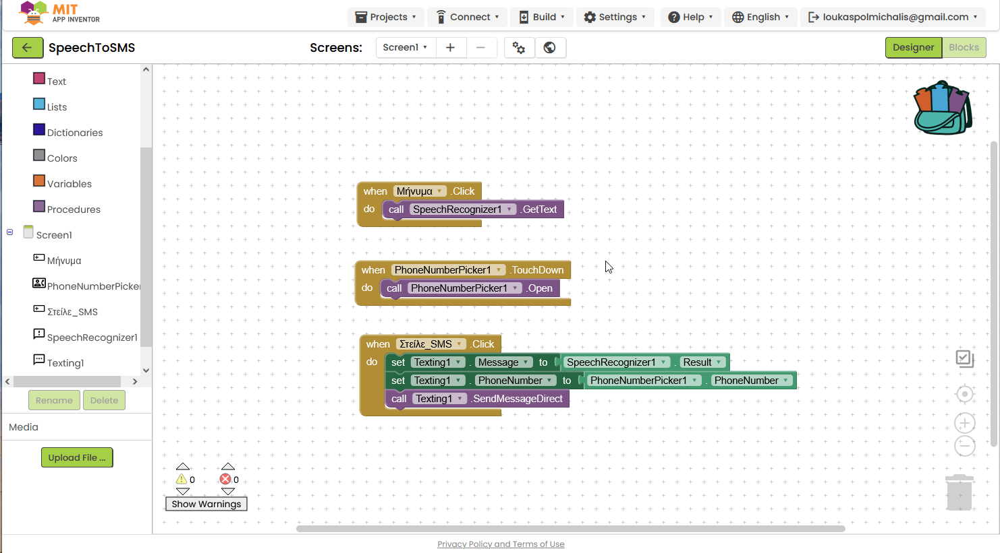 MIT
APP INVENTOR
Projects
Connect
Build
Settings
Help
English
loukaspolmichalis@gmail.com
SpeechToSMS
Screens:
Screen1
Designer
Blocks
Text
Lists
Dictionaries
Colors
Variables
Procedures
Screen1
Μήνυμα
PhoneNumberPicker
Στείλε_SMS
SpeechRecognizer1
Texting1
Rename
Delete
Media
Upload File ...
when Μήνυμα .Click
do call SpeechRecognizer1 .GetText
when PhoneNumberPicker1 .TouchDown
do call PhoneNumberPicker1 .Open
when Στείλε_SMS .Click
do set Texting1 . Message to SpeechRecognizer1 . Result
set Texting1 . PhoneNumber to PhoneNumberPicker1 . PhoneNumber
call Texting1 .SendMessageDirect
0 0
Show Warnings
Privacy Policy and Terms of Use